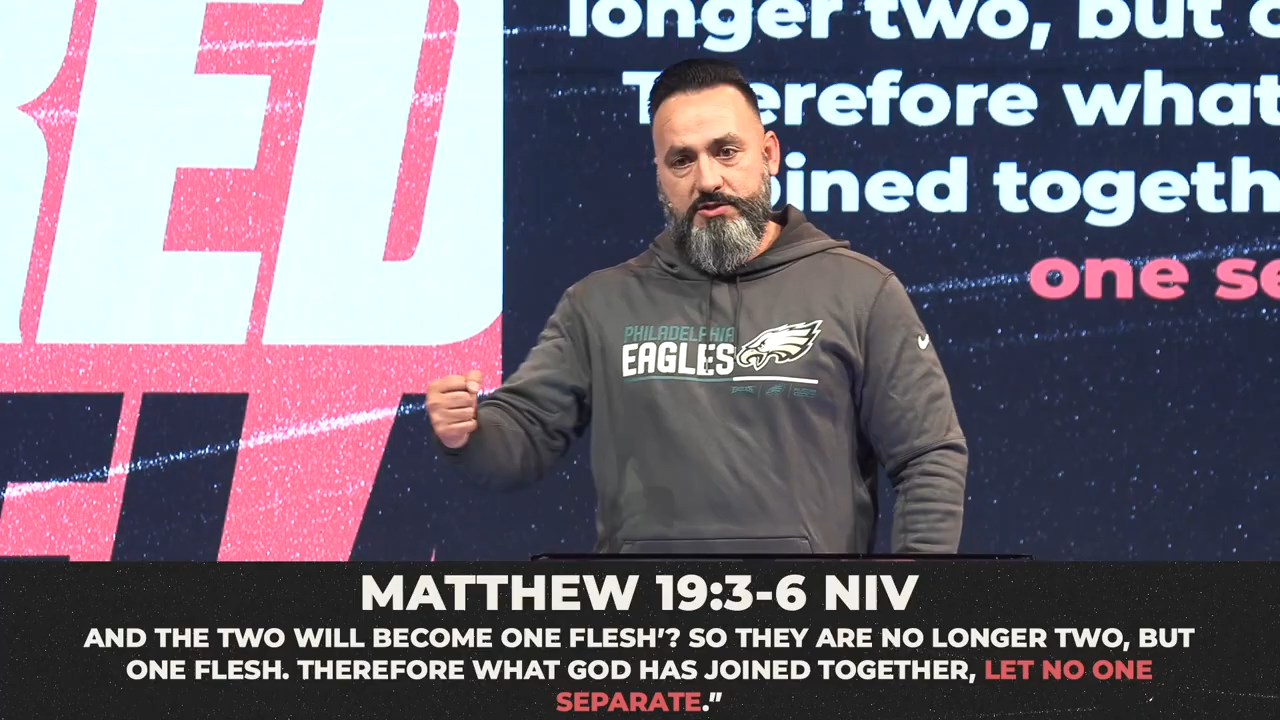 RED
longer two, but
Therefore what
joined togeth
one se
PHILADELPHIA
EAGLES
MATTHEW 19:3-6 NIV
AND THE TWO WILL BECOME ONE FLESH'? SO THEY ARE NO LONGER TWO, BUT
ONE FLESH. THEREFORE WHAT GOD HAS JOINED TOGETHER, LET NO ONE
SEPARATE."